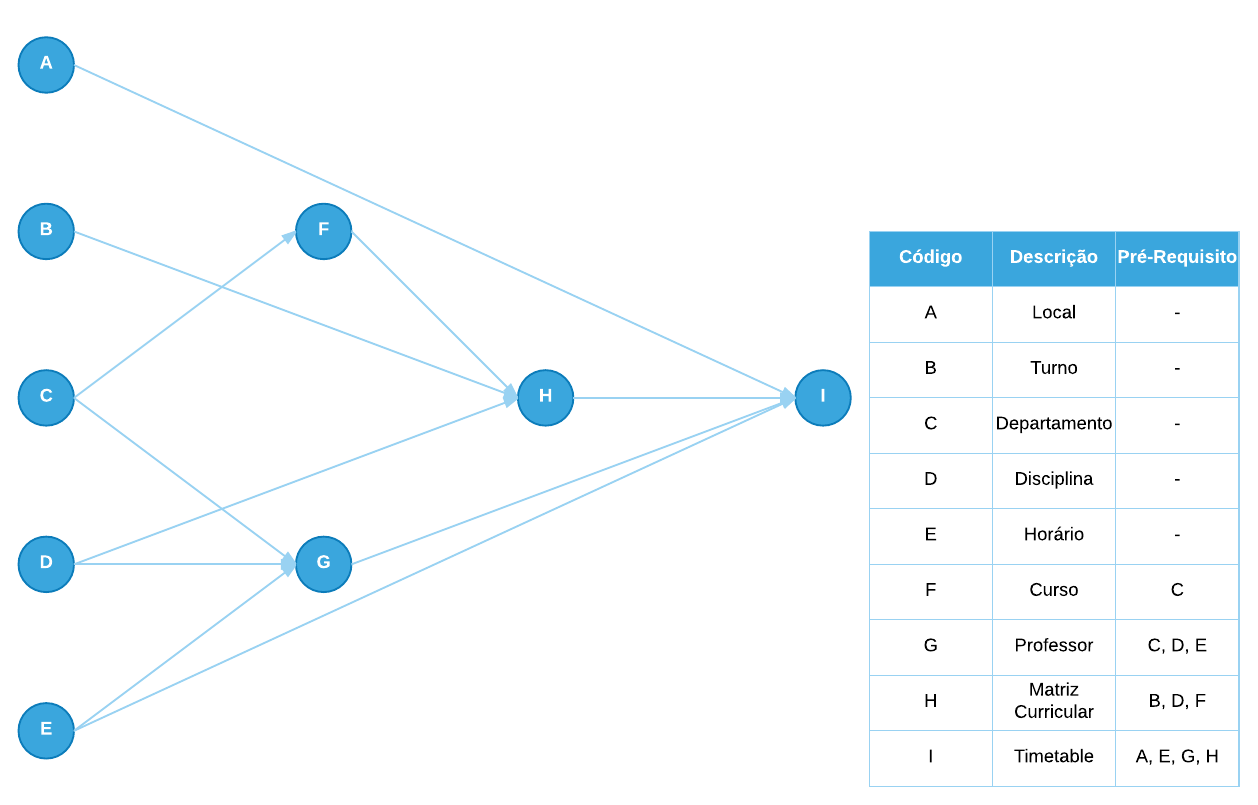 A
B
F
C
H
I
D
G
E
Código Descrição Pré-Requisito
A Local -
B Turno -
C Departamento -
D Disciplina -
E Horário -
F Curso C
G Professor C, D, E
H Matriz
Curricular B, D, F
I Timetable A, E, G, H